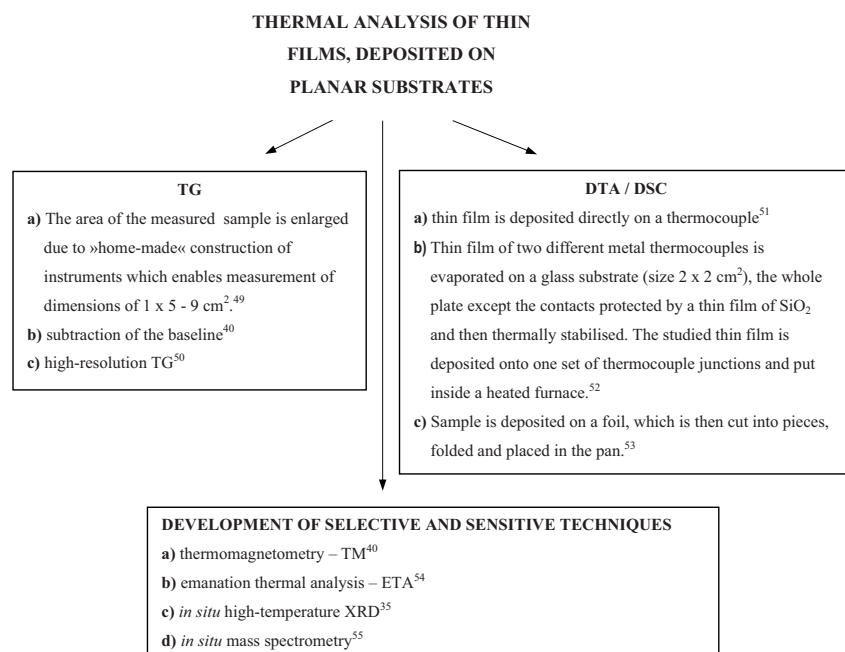 THERMAL ANALYSIS OF THIN
FILMS, DEPOSITED ON
PLANAR SUBSTRATES
TG
a) The area of the measured sample is enlarged
due to »home-made« construction of
instruments which enables measurement of
dimensions of 1 x 5 - 9 cm².⁴⁹
b) subtraction of the baseline⁴⁰
c) high-resolution TG⁵⁰
DTA / DSC
a) thin film is deposited directly on a thermocouple⁵¹
b) Thin film of two different metal thermocouples is
evaporated on a glass substrate (size 2 x 2 cm²), the whole
plate except the contacts protected by a thin film of SiO₂
and then thermally stabilised. The studied thin film is
deposited onto one set of thermocouple junctions and put
inside a heated furnace.⁵²
c) Sample is deposited on a foil, which is then cut into pieces,
folded and placed in the pan.⁵³
DEVELOPMENT OF SELECTIVE AND SENSITIVE TECHNIQUES
a) thermomagnetometry – TM⁴⁰
b) emanation thermal analysis – ETA⁵⁴
c) in situ high-temperature XRD³⁵
d) in situ mass spectrometry⁵⁵